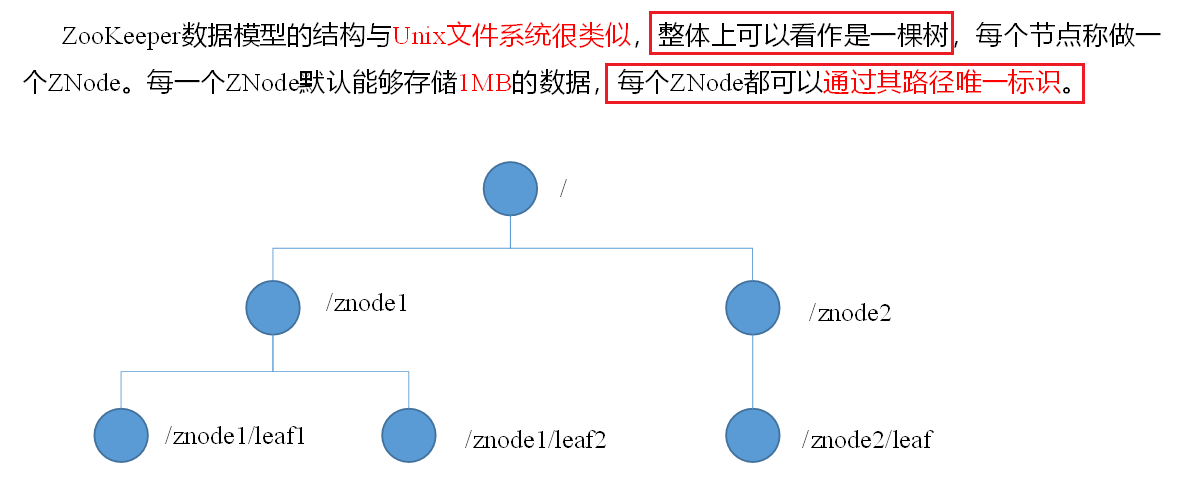 ZooKeeper数据模型的结构与Unix文件系统很类似，整体上可以看作是一棵树，每个节点称做一
个ZNode。每一个ZNode默认能够存储1MB的数据，每个ZNode都可以通过其路径唯一标识。
/
/znode1
/znode2
/znode1/leaf1
/znode1/leaf2
/znode2/leaf